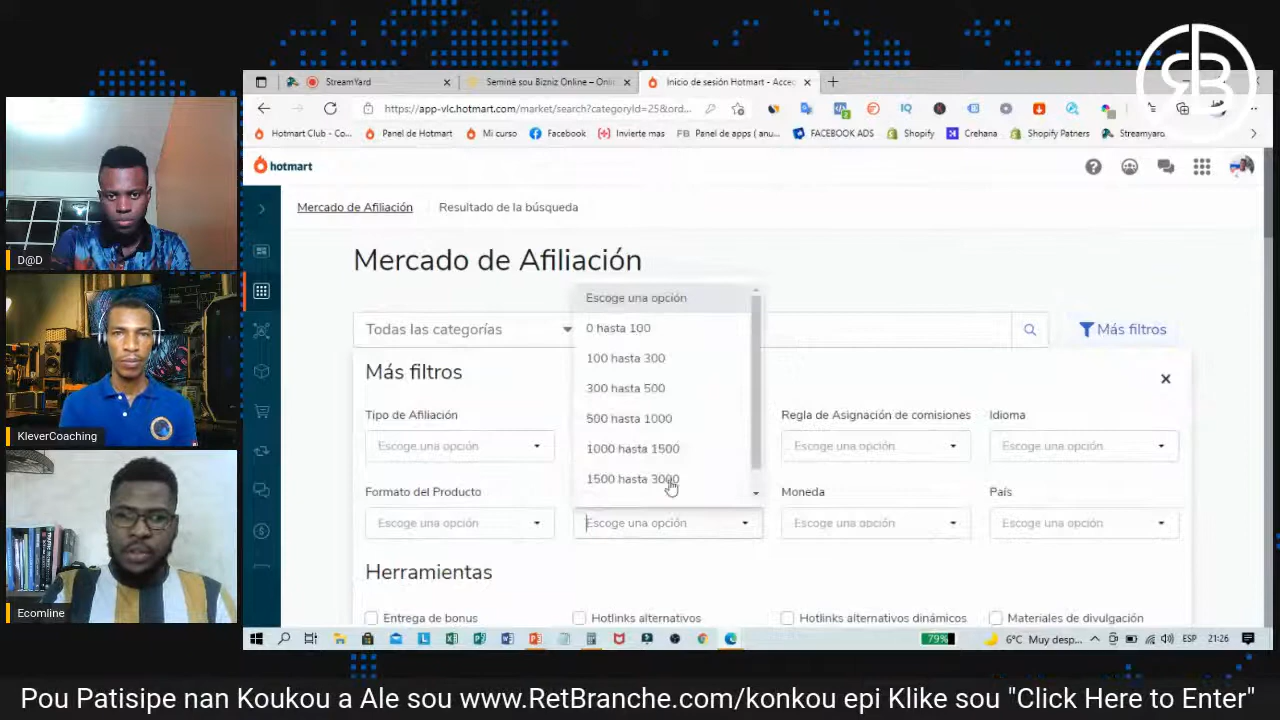 StreamYard
Seminè sou Bizniz Online – Onli
Inicio de sesión Hotmart - Acce
https://app-vlc.hotmart.com/market/search?categoryId=25&ord...
Hotmart Club - Co...
Panel de Hotmart
Mi curso
Facebook
Invierte mas
Panel de apps ( anu...
FACEBOOK ADS
Shopify
Crehana
Shopify Patners
Streamyard
hotmart
Mercado de Afiliación
Resultado de la búsqueda
Mercado de Afiliación
Todas las categorías
Más filtros
Escoge una opción
0 hasta 100
100 hasta 300
300 hasta 500
500 hasta 1000
1000 hasta 1500
1500 hasta 3000
Más filtros
Tipo de Afiliación
Regla de Asignación de comisiones
Idioma
Escoge una opción
Escoge una opción
Escoge una opción
Formato del Producto
Moneda
País
Escoge una opción
Escoge una opción
Escoge una opción
Escoge una opción
Herramientas
Entrega de bonus
Hotlinks alternativos
Hotlinks alternativos dinámicos
Materiales de divulgación
79%
6°C Muy desp...
ESP
21:26
D@D
KleverCoaching
Ecomline
Pou Patisipe nan Koukou a Ale sou www.RetBranche.com/konkou epi Klike sou "Click Here to Enter"